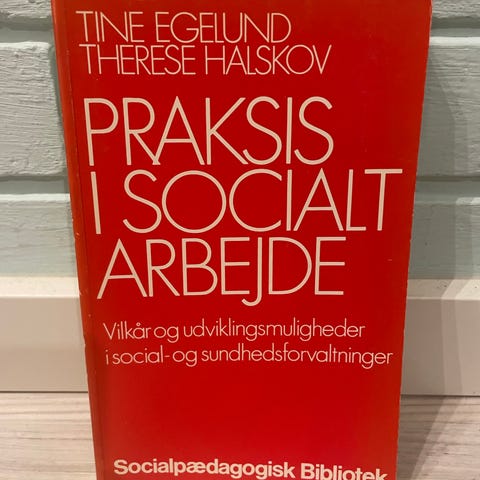 TINE EGELUND
THERESE HALSKOV
PRAKSIS
I SOCIALT
ARBEJDE
Vilkår og udviklingsmuligheder
i social- og sundhedsforvaltninger
Socialpædagogisk Bibliotek